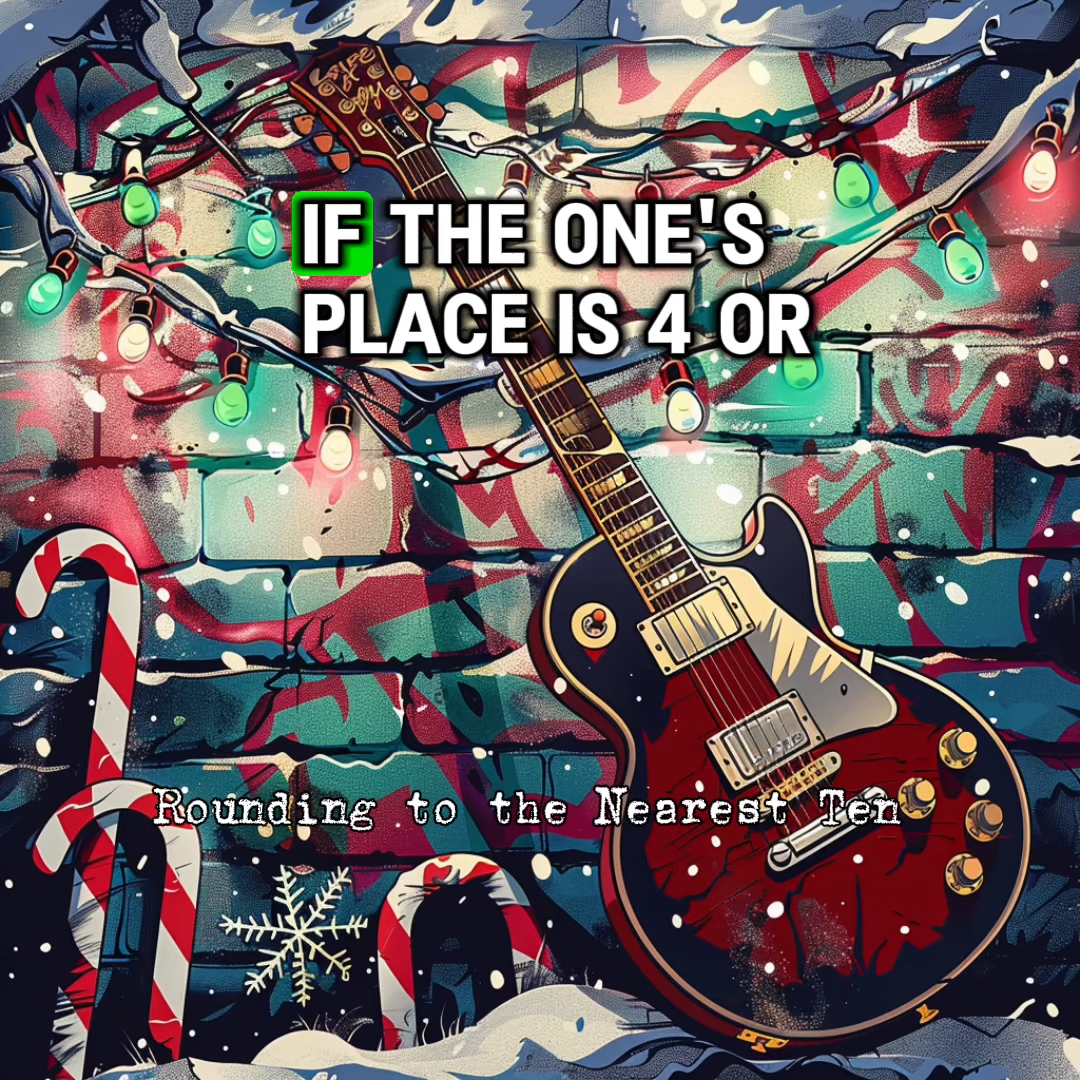 IF THE ONE'S
PLACE IS 4 OR
Rounding to the Nearest Ten